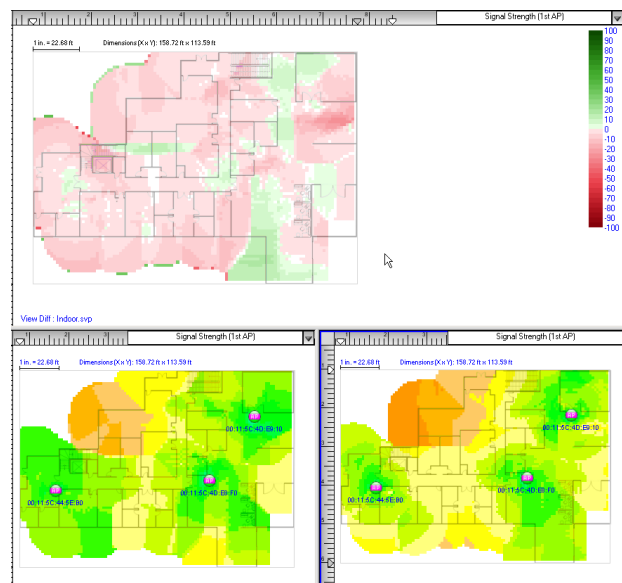 Signal Strength (1st AP)
1 in. = 22.68 ft
Dimensions (X x Y): 158.72 ft x 113.59 ft
100
90
80
70
60
50
40
30
20
10
0
-10
-20
-30
-40
-50
-60
-70
-80
-90
-100
View Diff : Indoor.svp
Signal Strength (1st AP)
1 in. = 22.68 ft
Dimensions (X x Y): 158.72 ft x 113.59 ft
00:11:5C:4D:E9:10
00:11:5C:4D:E8:F0
00:11:5C:44:5E:80
Signal Strength (1st AP)
1 in. = 22.68 ft
Dimensions (X x Y): 158.72 ft x 113.59 ft
00:11:5C:4D:E9:10
00:11:5C:4D:E8:F0
00:11:5C:44:5E:80